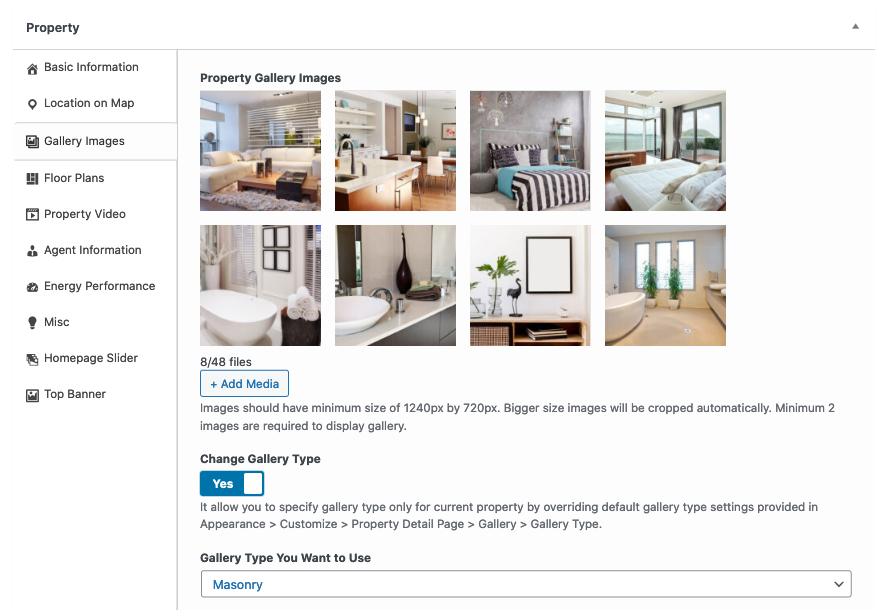 Property
Basic Information
Location on Map
Gallery Images
Floor Plans
Property Video
Agent Information
Energy Performance
Misc
Homepage Slider
Top Banner
Property Gallery Images
8/48 files
+ Add Media
Images should have minimum size of 1240px by 720px. Bigger size images will be cropped automatically. Minimum 2
images are required to display gallery.
Change Gallery Type
Yes
It allow you to specify gallery type only for current property by overriding default gallery type settings provided in
Appearance > Customize > Property Detail Page > Gallery > Gallery Type.
Gallery Type You Want to Use
Masonry